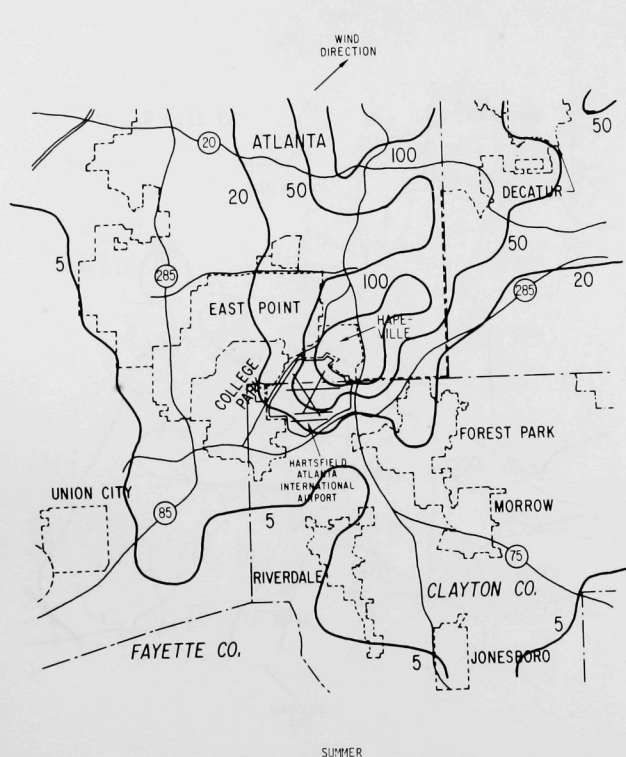 WIND
DIRECTION
50
20
ATLANTA
100
DECATUR
20
50
50
5
285
100
20
285
EAST POINT
HAPE-
VILLE
COLLEGE
PARK
FOREST PARK
HARTSFIELD
ATLANTA
INTERNATIONAL
AIRPORT
UNION CITY
MORROW
85
5
75
RIVERDALE
CLAYTON CO.
FAYETTE CO.
5
5
JONESBORO
SUMMER